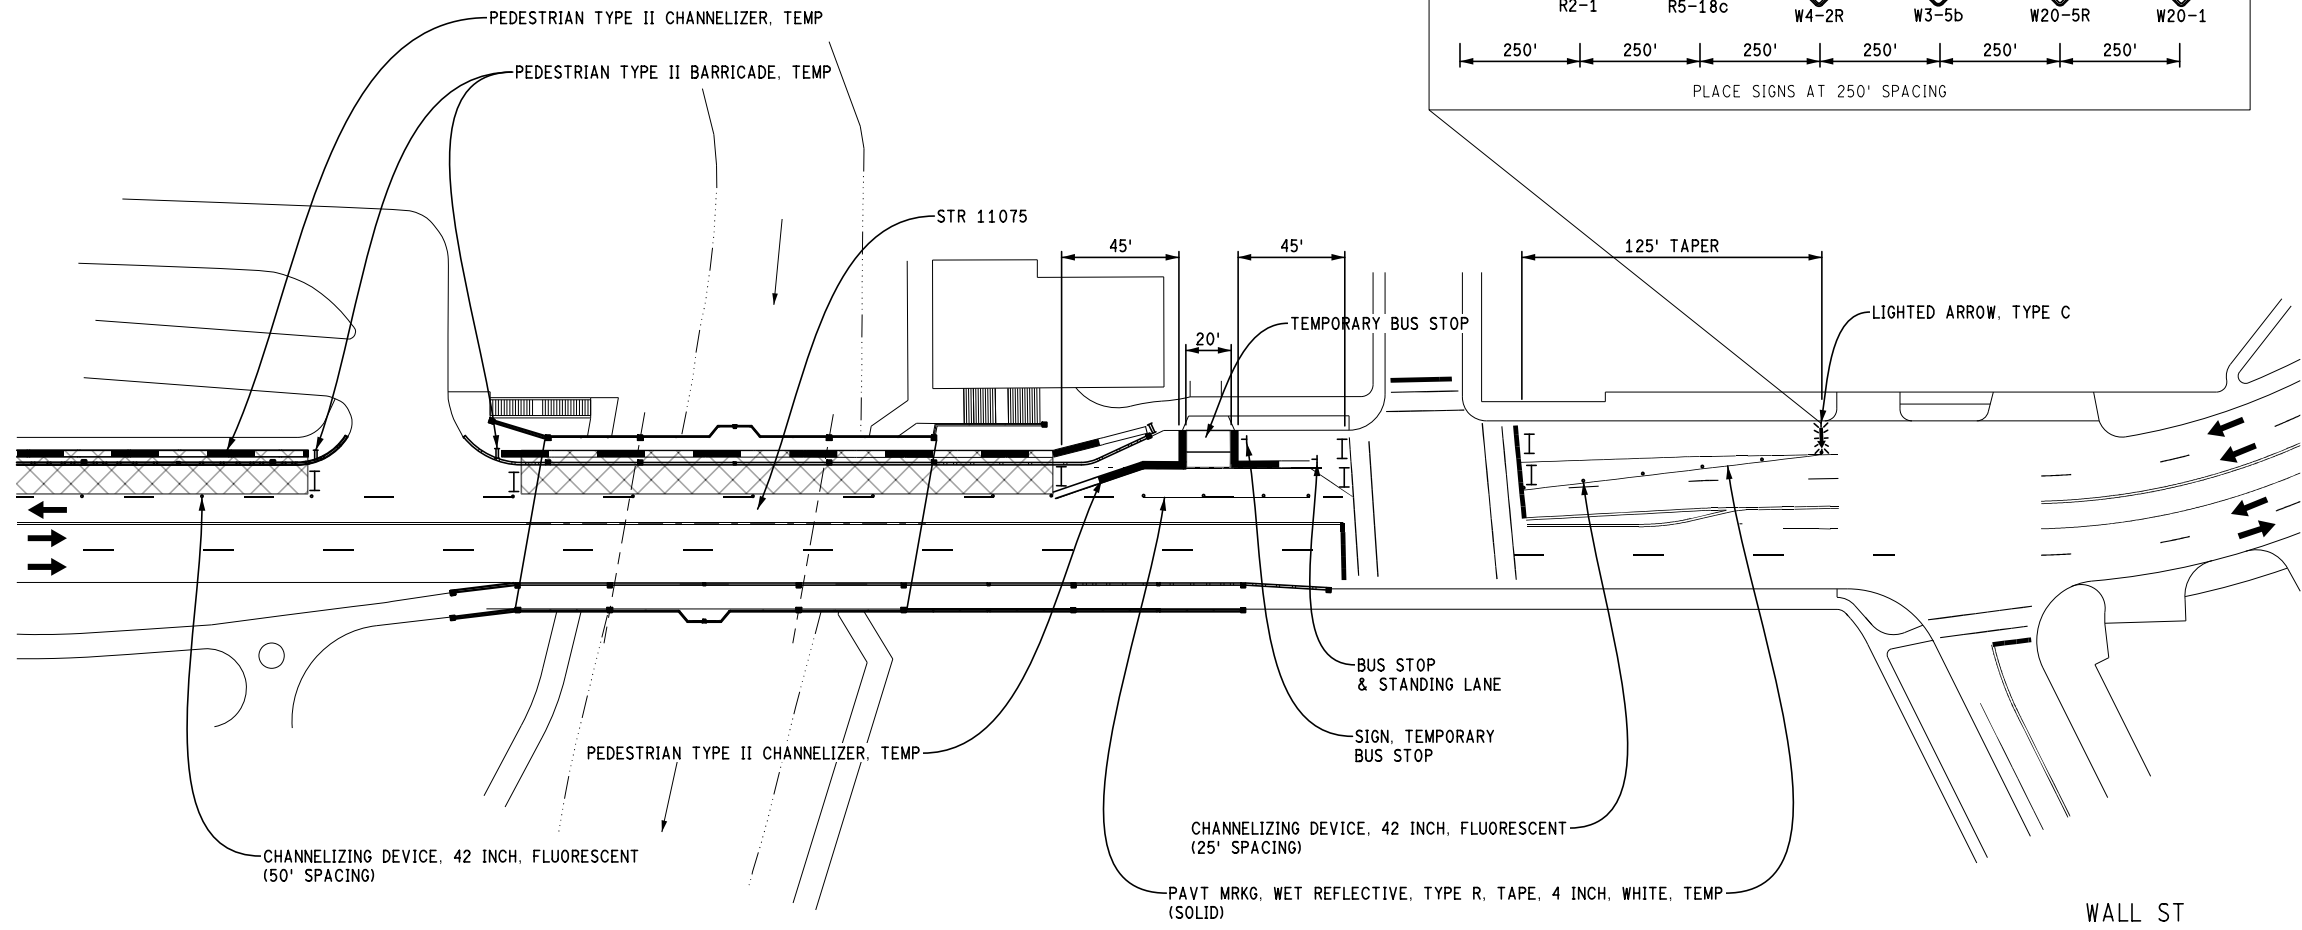 PEDESTRIAN TYPE II CHANNELIZER, TEMP
PEDESTRIAN TYPE II BARRICADE, TEMP
R2-1 R5-18c W4-2R W3-5b W20-5R W20-1
250' 250' 250' 250' 250' 250'
PLACE SIGNS AT 250' SPACING
STR 11075
45' 45' 125' TAPER
20'
TEMPORARY BUS STOP
LIGHTED ARROW, TYPE C
BUS STOP
& STANDING LANE
SIGN, TEMPORARY
BUS STOP
PEDESTRIAN TYPE II CHANNELIZER, TEMP
CHANNELIZING DEVICE, 42 INCH, FLUORESCENT
(25' SPACING)
CHANNELIZING DEVICE, 42 INCH, FLUORESCENT
(50' SPACING)
PAVT MRKG, WET REFLECTIVE, TYPE R, TAPE, 4 INCH, WHITE, TEMP
(SOLID)
WALL ST